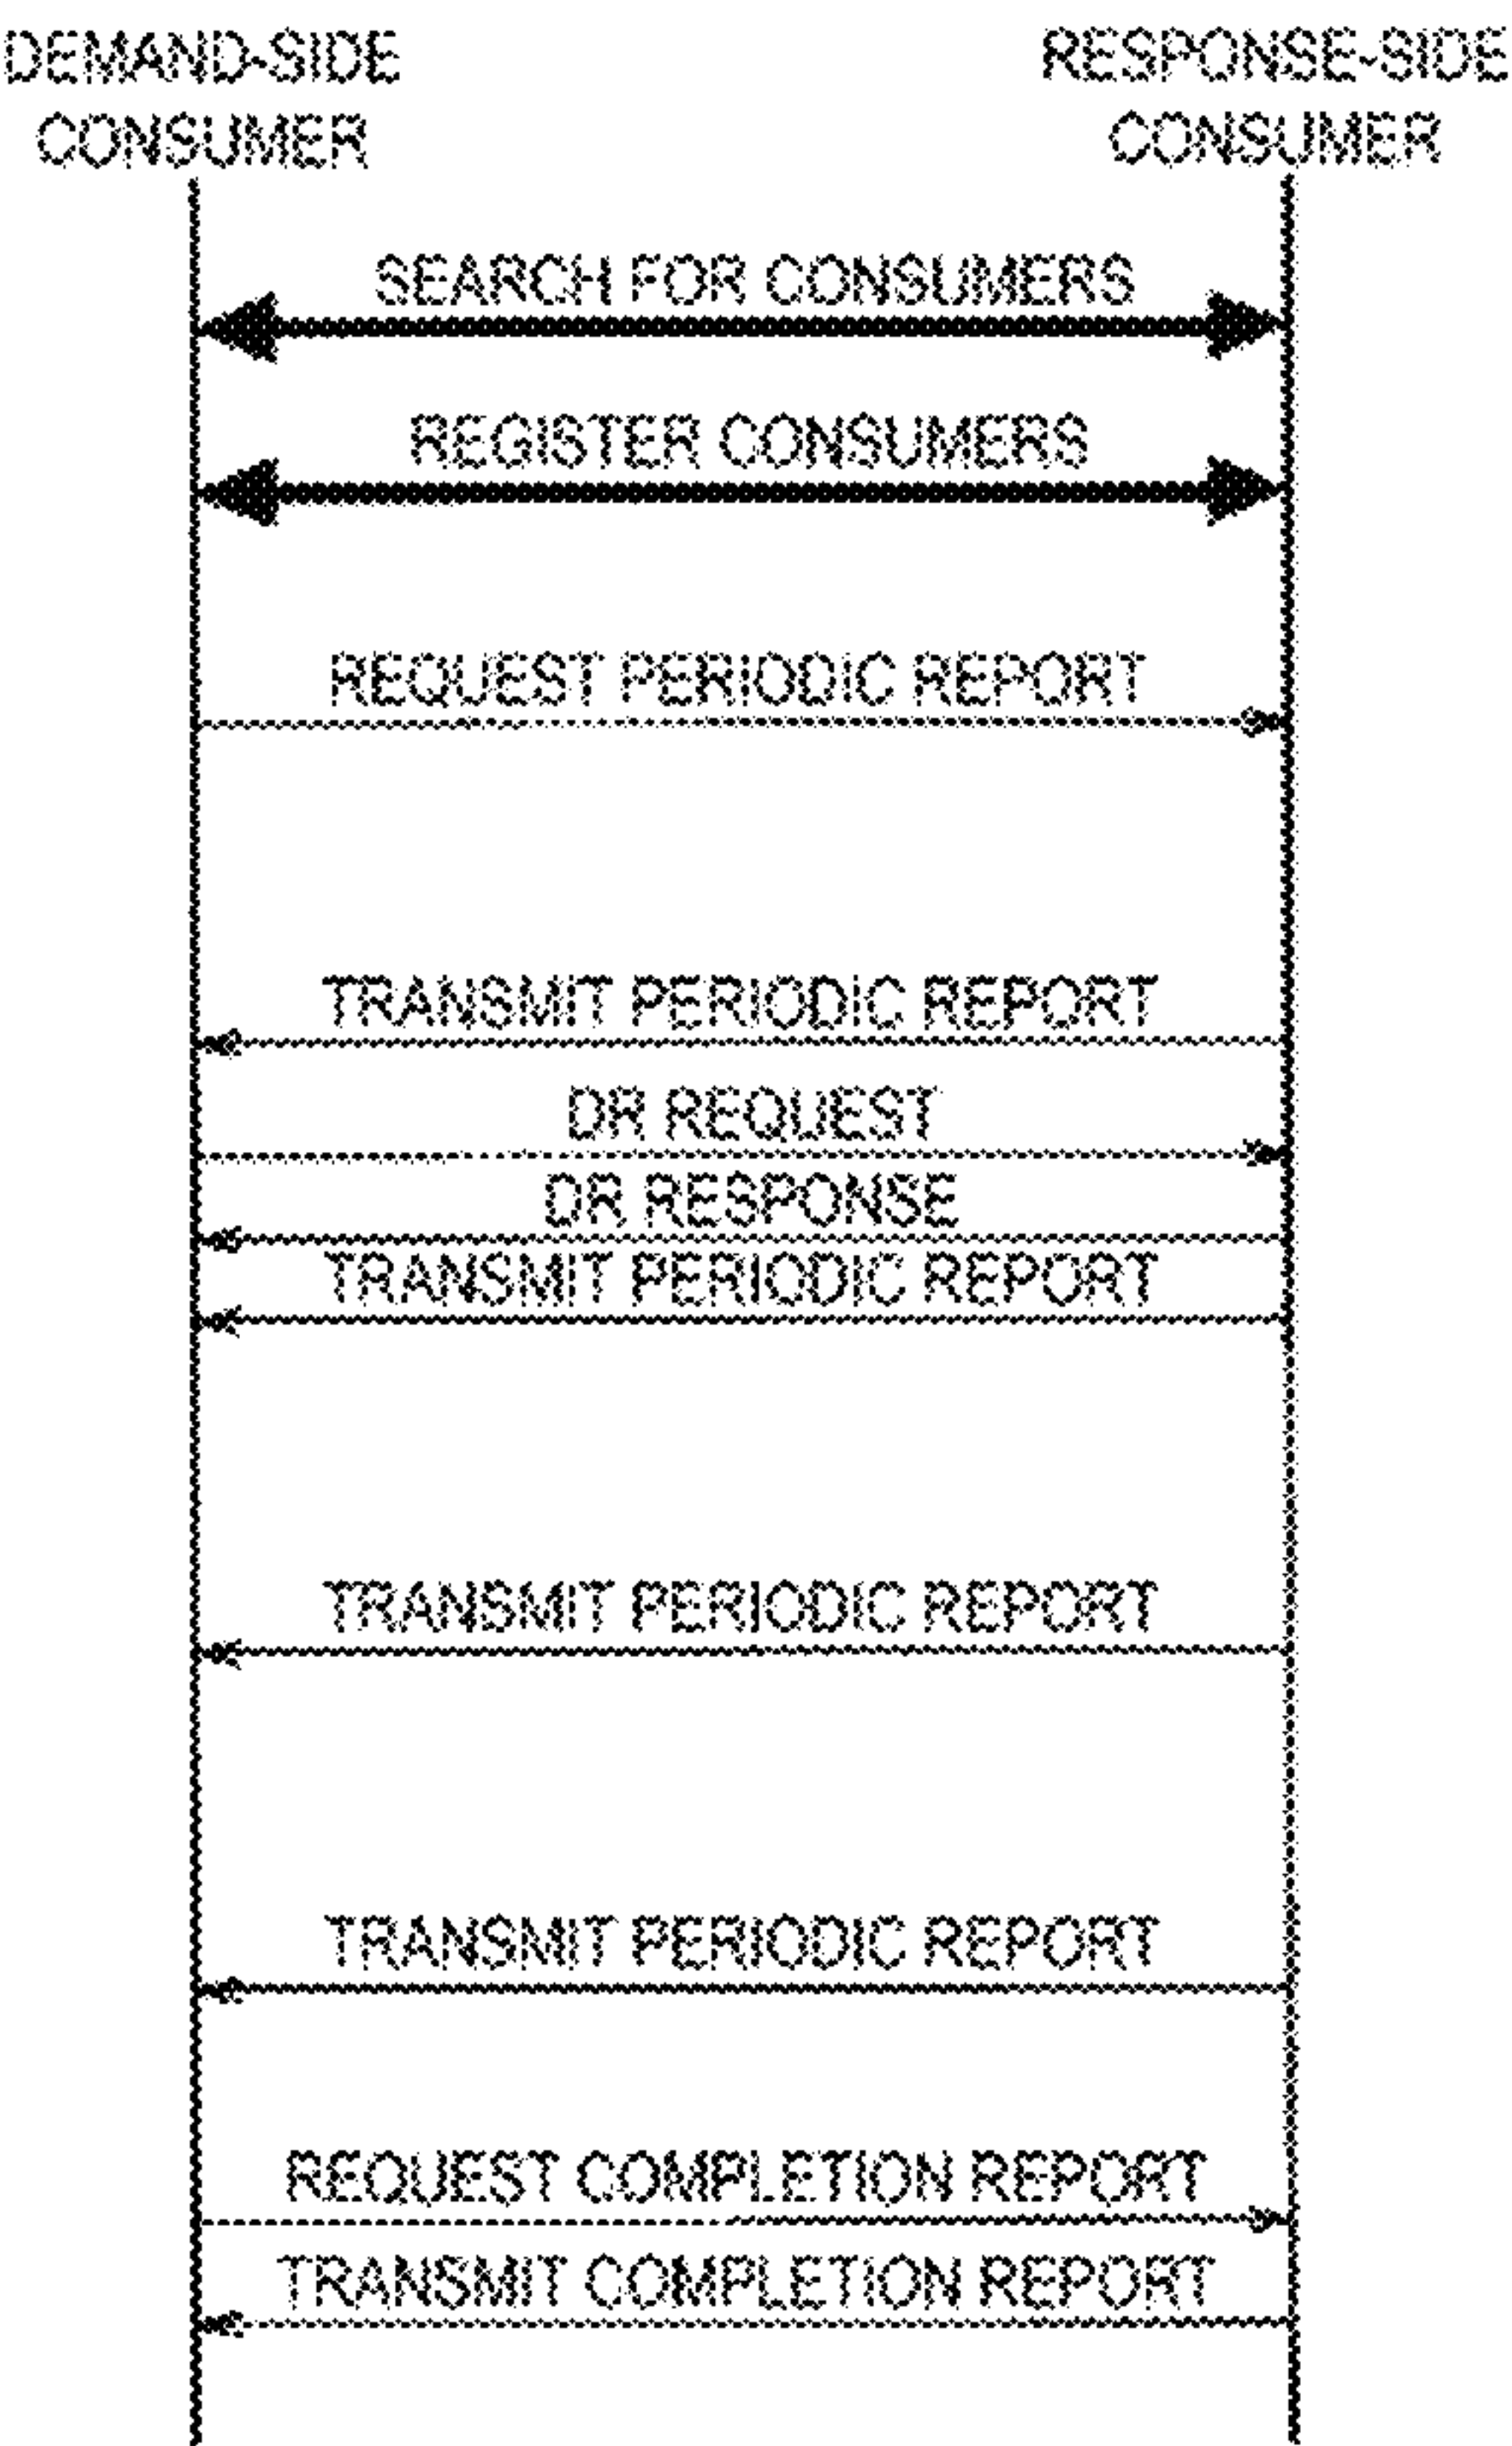 DEMAND-SIDE
CONSUMER
RESPONSE-SIDE
CONSUMER
SEARCH FOR CONSUMERS
REGISTER CONSUMERS
REQUEST PERIODIC REPORT
TRANSMIT PERIODIC REPORT
DR REQUEST
DR RESPONSE
TRANSMIT PERIODIC REPORT
TRANSMIT PERIODIC REPORT
TRANSMIT PERIODIC REPORT
REQUEST COMPLETION REPORT
TRANSMIT COMPLETION REPORT